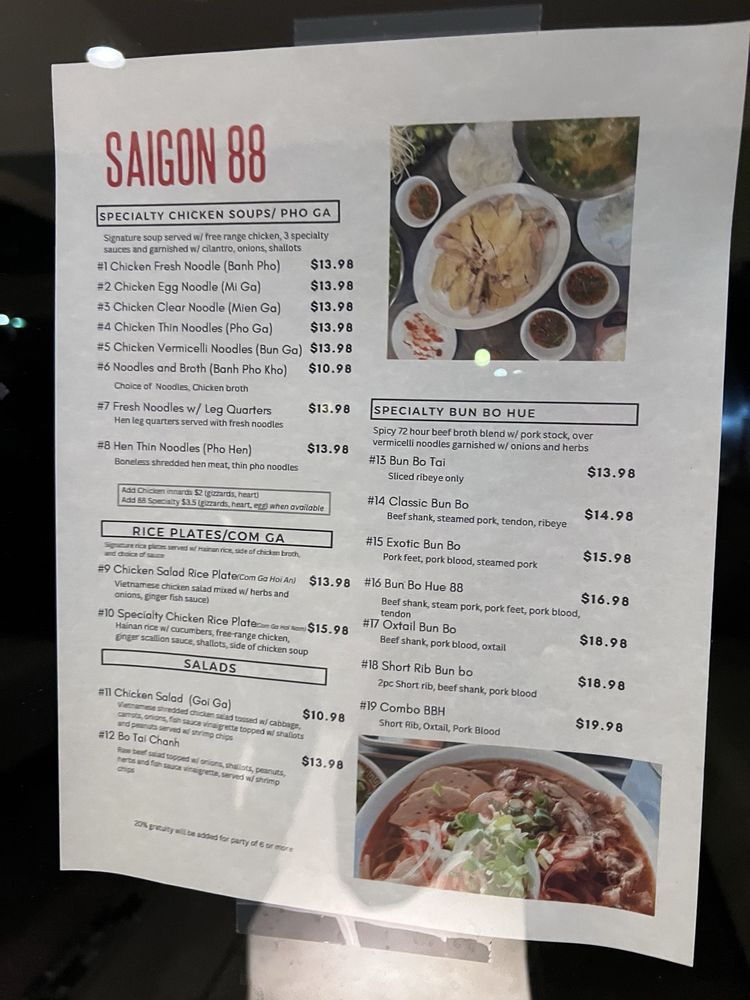 SAIGON 88
SPECIALTY CHICKEN SOUPS/ PHO GA
Signature soup served w/ free range chicken, 3 specialty
sauces and garnished w/ cilantro, onions, shallots
#1 Chicken Fresh Noodle (Banh Pho) $13.98
#2 Chicken Egg Noodle (Mi Ga) $13.98
#3 Chicken Clear Noodle (Mien Ga) $13.98
#4 Chicken Thin Noodles (Pho Ga) $13.98
#5 Chicken Vermicelli Noodles (Bun Ga) $13.98
#6 Noodles and Broth (Banh Pho Kho) $10.98
Choice of Noodles, Chicken broth
#7 Fresh Noodles w/ Leg Quarters $13.98
Hen leg quarters served with fresh noodles
#8 Hen Thin Noodles (Pho Hen) $13.98
Boneless shredded hen meat, thin pho noodles
Add Chicken innards $2 (gizzards, heart)
Add 88 Specialty $3.5 (gizzards, heart, egg) when available
RICE PLATES/COM GA
Signature rice plates served w/ Hainan rice, side of chicken broth,
and choice of sauce
#9 Chicken Salad Rice Plate (Com Ga Hoi An) $13.98
Vietnamese chicken salad mixed w/ herbs and
onions, ginger fish sauce)
#10 Specialty Chicken Rice Plate (Com Ga Hai Nam) $15.98
Hainan rice w/ cucumbers, free-range chicken,
ginger scallion sauce, shallots, side of chicken soup
SALADS
#11 Chicken Salad (Goi Ga) $10.98
Vietnamese shredded chicken salad tossed w/ cabbage,
carrots, onions, fish sauce vinaigrette topped w/ shallots
and peanuts served w/ shrimp chips
#12 Bo Tai Chanh $13.98
Raw beef salad topped w/ onions, shallots, peanuts,
herbs and fish sauce vinaigrette, served w/ shrimp
chips
20% gratuity will be added for party of 6 or more
SPECIALTY BUN BO HUE
Spicy 72 hour beef broth blend w/ pork stock, over
vermicelli noodles garnished w/ onions and herbs
#13 Bun Bo Tai $13.98
Sliced ribeye only
#14 Classic Bun Bo $14.98
Beef shank, steamed pork, tendon, ribeye
#15 Exotic Bun Bo $15.98
Pork feet, pork blood, steamed pork
#16 Bun Bo Hue 88 $16.98
Beef shank, steam pork, pork feet, pork blood,
tendon
#17 Oxtail Bun Bo $18.98
Beef shank, pork blood, oxtail
#18 Short Rib Bun bo $18.98
2pc Short rib, beef shank, pork blood
#19 Combo BBH $19.98
Short Rib, Oxtail, Pork Blood